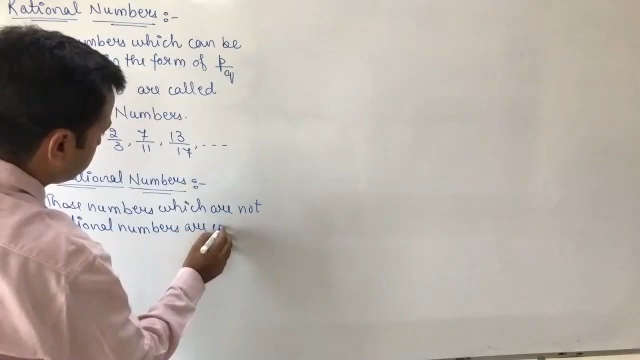 Rational Numbers :-
numbers which can be
in the form of p/q
are called
Numbers.
2/3, 7/11, 13/17, ---
Numbers :-
Those numbers which are not
numbers are